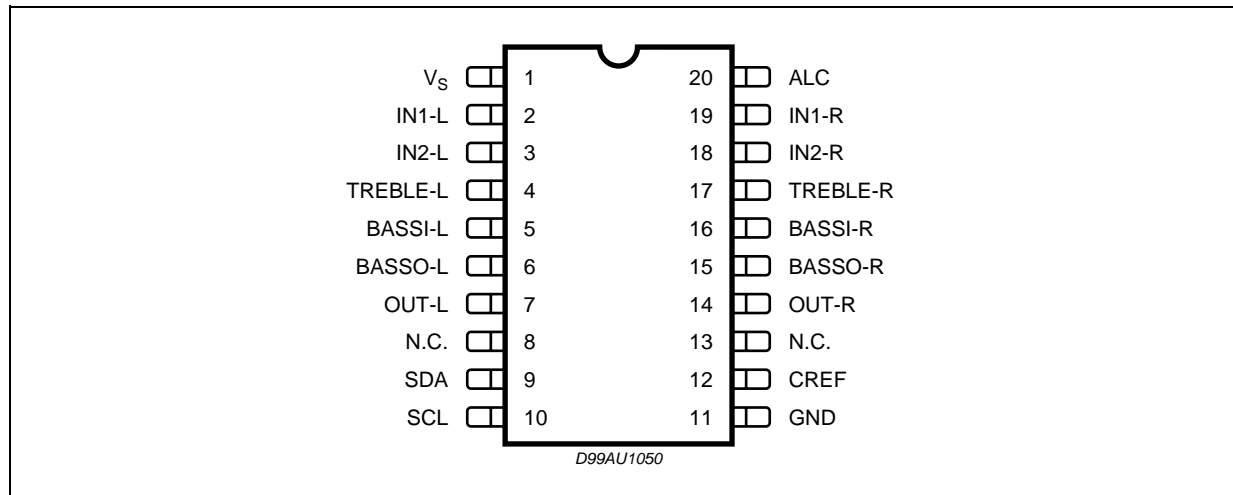 V_S 1 20 ALC
IN1-L 2 19 IN1-R
IN2-L 3 18 IN2-R
TREBLE-L 4 17 TREBLE-R
BASSI-L 5 16 BASSI-R
BASSO-L 6 15 BASSO-R
OUT-L 7 14 OUT-R
N.C. 8 13 N.C.
SDA 9 12 CREF
SCL 10 11 GND
D99AU1050